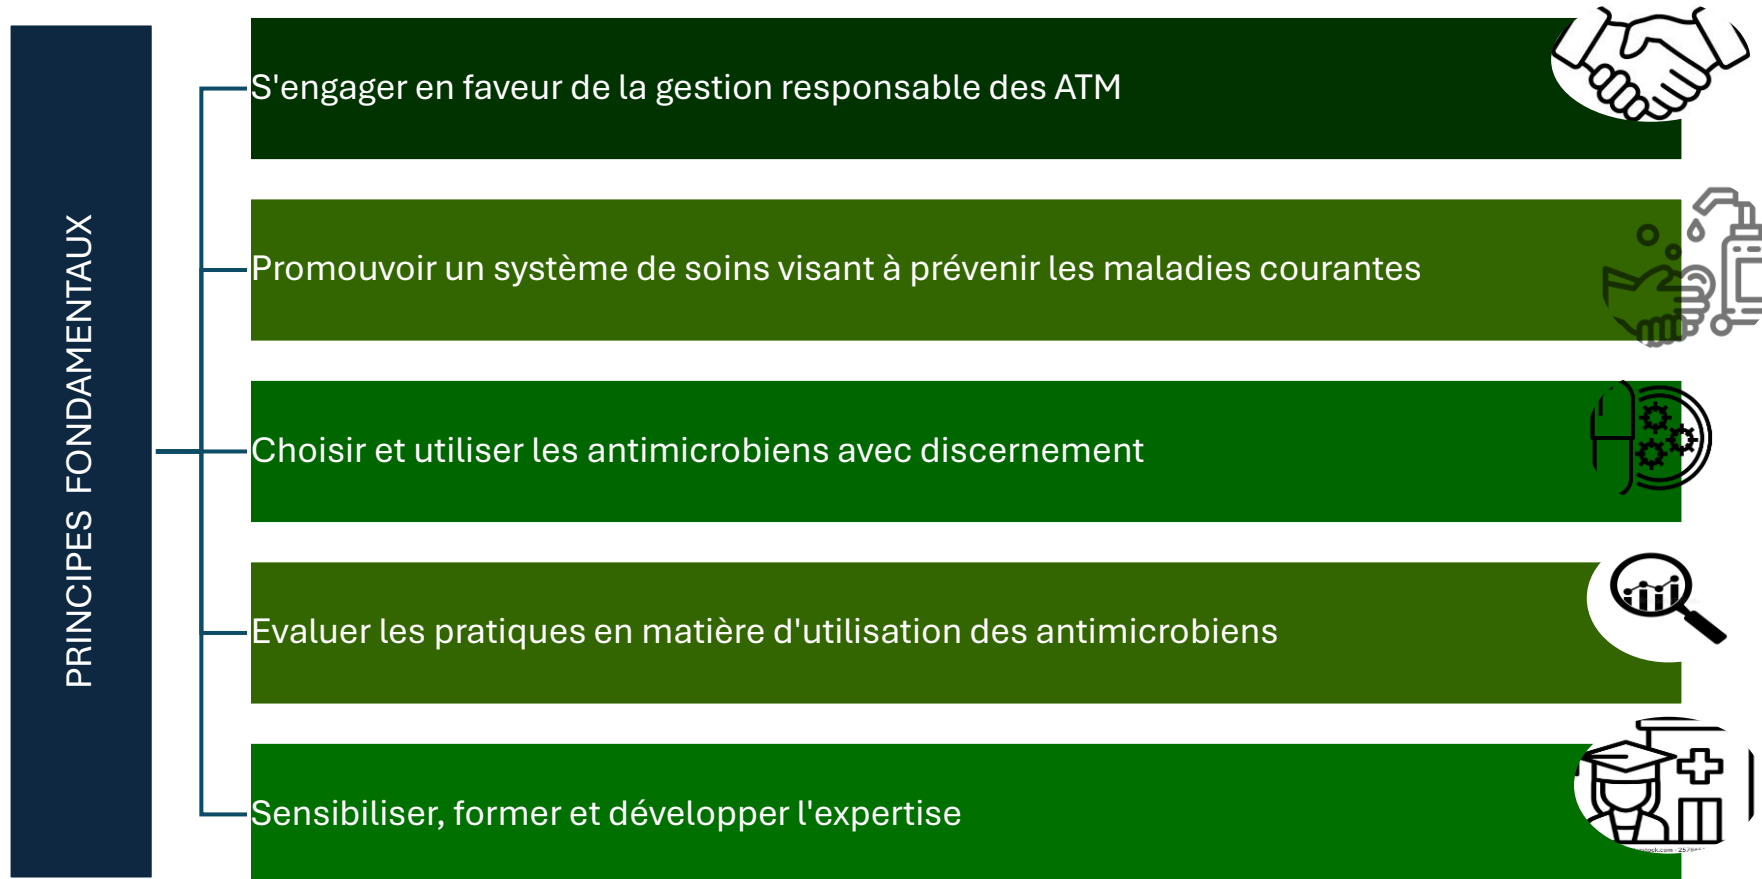 PRINCIPES FONDAMENTAUX
S'engager en faveur de la gestion responsable des ATM
Promouvoir un système de soins visant à prévenir les maladies courantes
Choisir et utiliser les antimicrobiens avec discernement
Evaluer les pratiques en matière d'utilisation des antimicrobiens
Sensibiliser, former et développer l'expertise